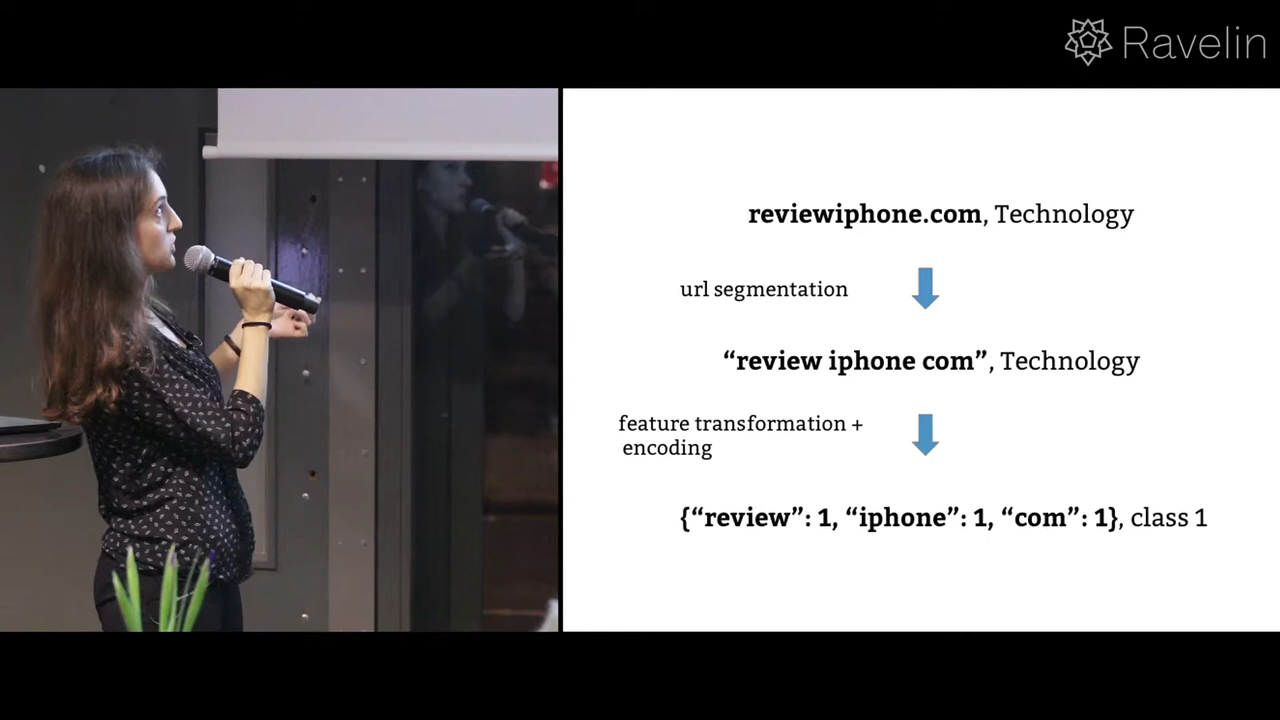 Ravelin
reviewiphone.com, Technology
url segmentation
“review iphone com”, Technology
feature transformation +
encoding
{“review”: 1, “iphone”: 1, “com”: 1}, class 1